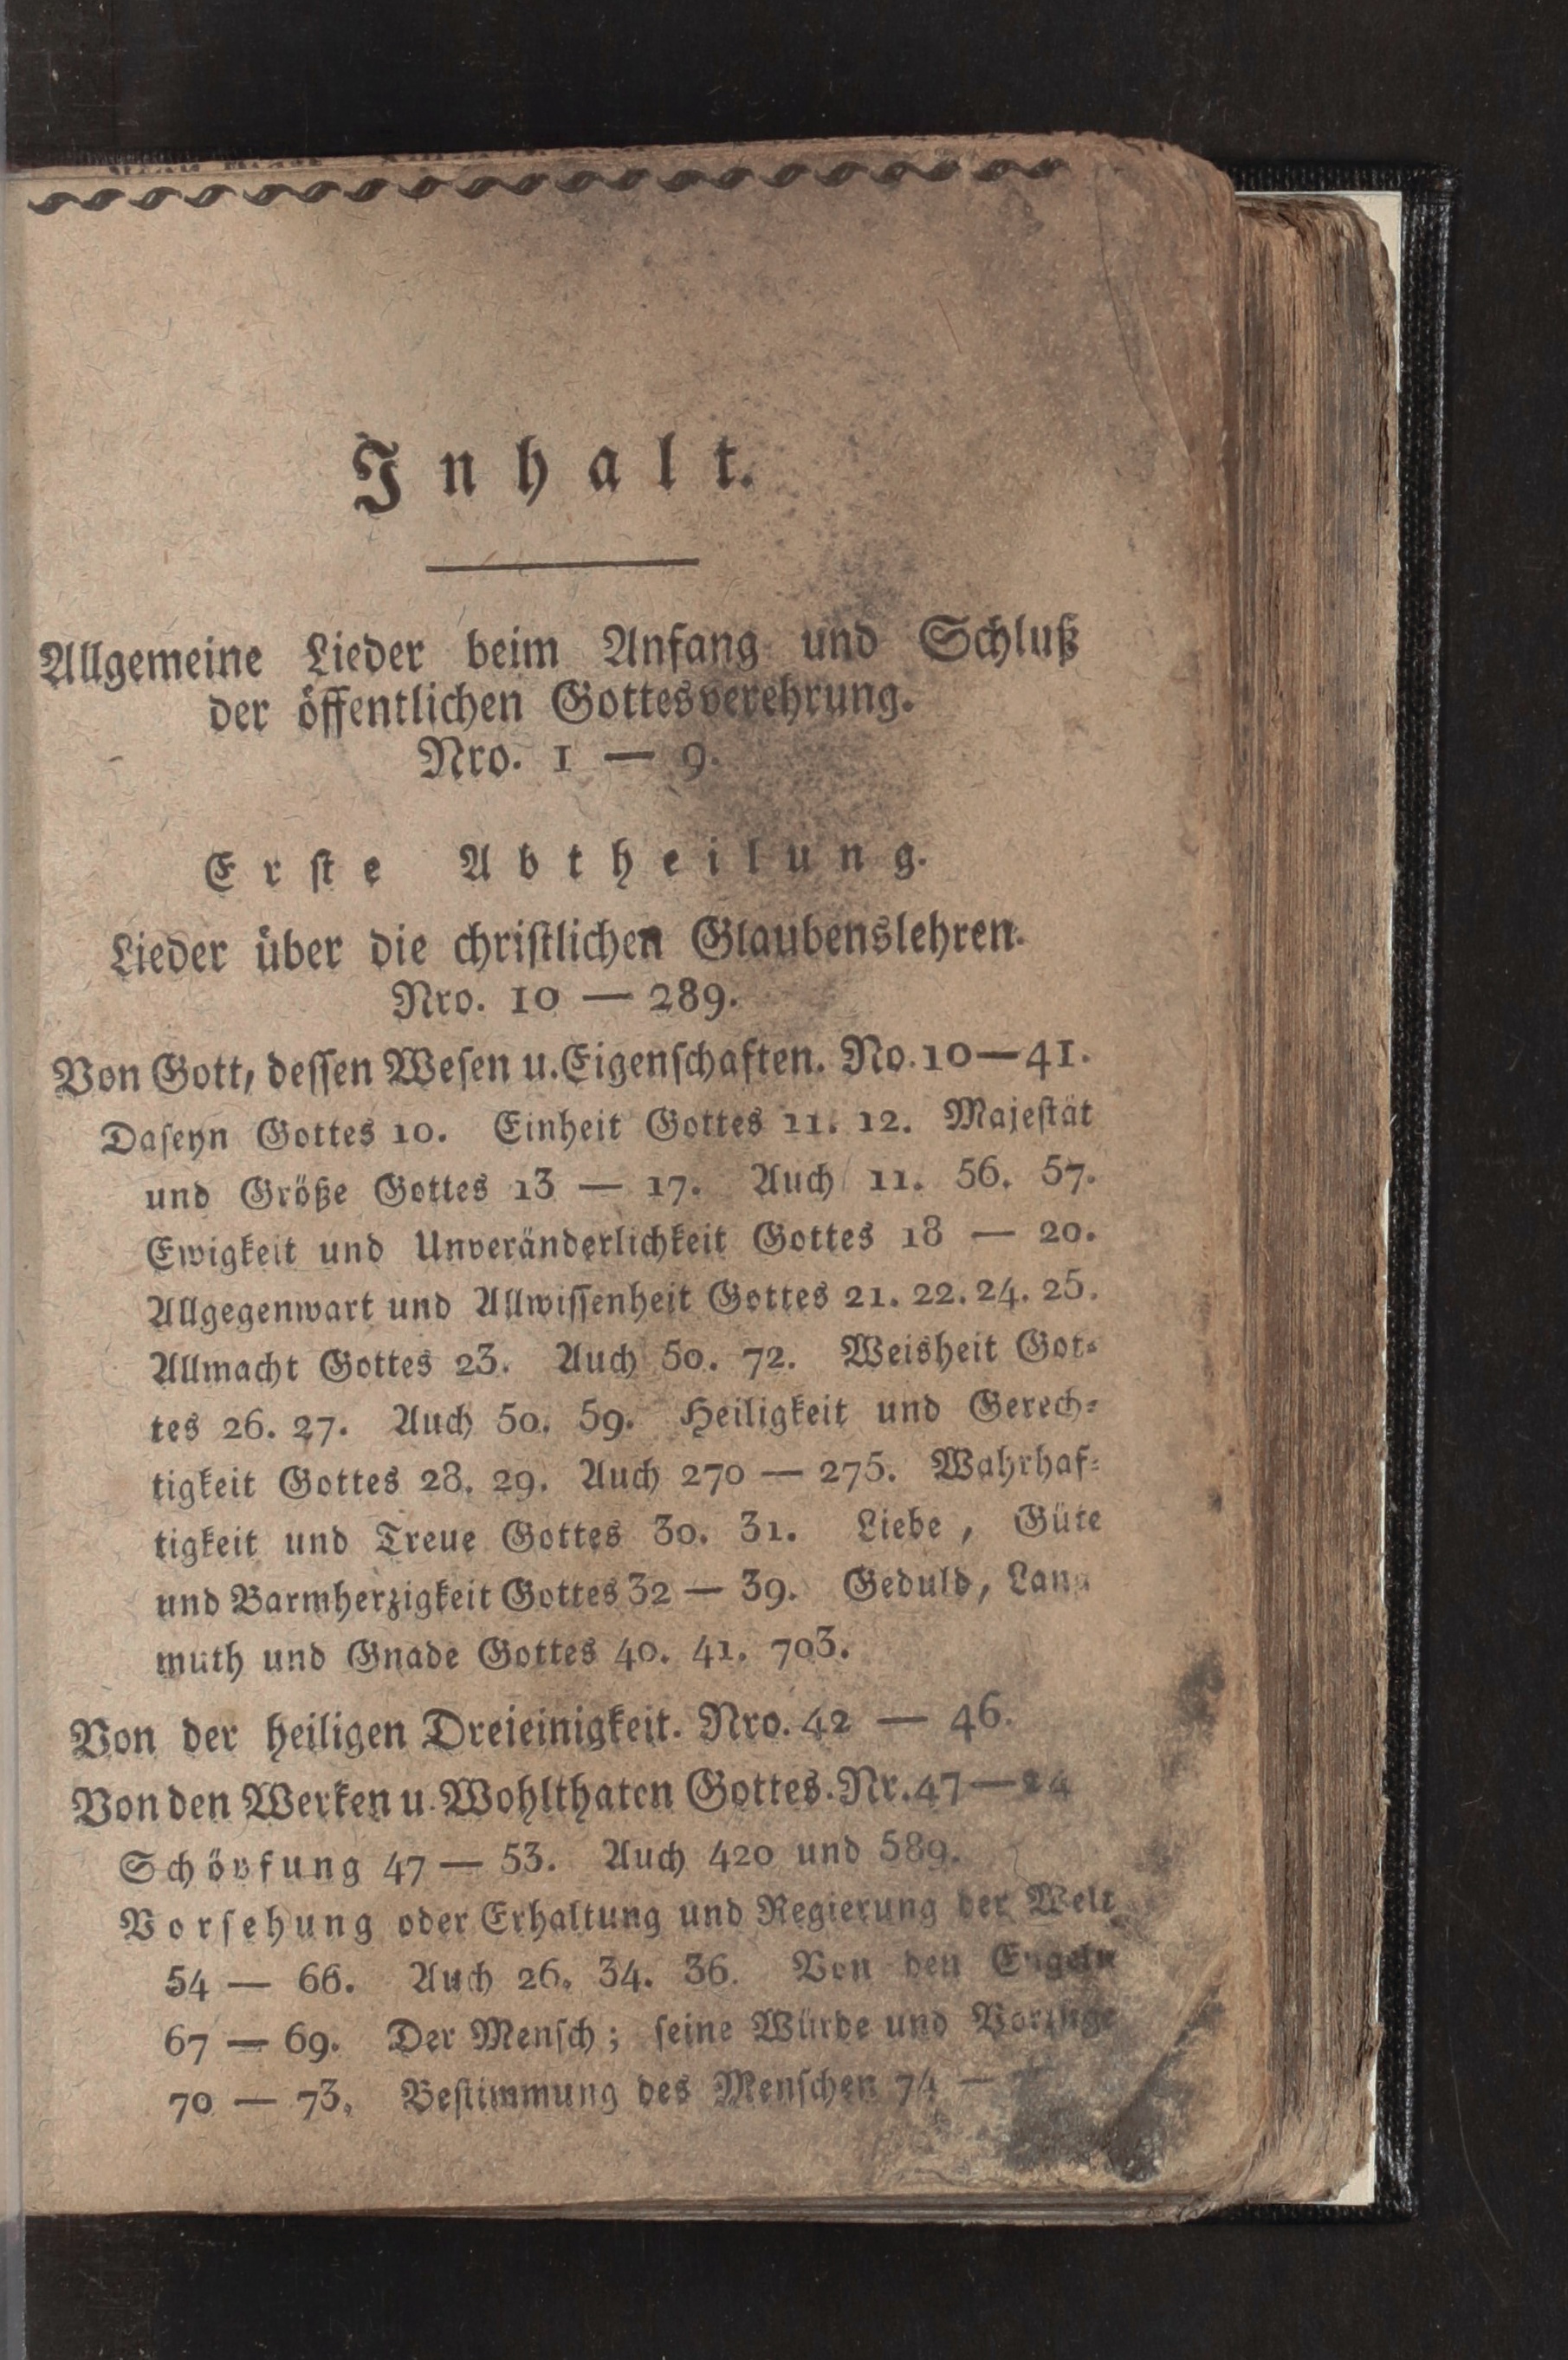 Inhalt.
Allgemeine Lieder beim Anfang und Schluß
der öffentlichen Gottesverehrung.
Nro. 1 — 9.
Erste Abtheilung.
Lieder über die christlichen Glaubenslehren.
Nro. 10 — 289.
Von Gott, dessen Wesen u. Eigenschaften. No. 10—41.
Daseyn Gottes 10. Einheit Gottes 11. 12. Majestät
und Größe Gottes 13 — 17. Auch 11. 56. 57.
Ewigkeit und Unveränderlichkeit Gottes 18 — 20.
Allgegenwart und Allwissenheit Gottes 21. 22. 24. 25.
Allmacht Gottes 23. Auch 50. 72. Weisheit Got-
tes 26. 27. Auch 50. 59. Heiligkeit und Gerech-
tigkeit Gottes 28. 29. Auch 270 — 275. Wahrhaf-
tigkeit und Treue Gottes 30. 31. Liebe, Güte
und Barmherzigkeit Gottes 32 — 39. Geduld, Lang
muth und Gnade Gottes 40. 41. 703.
Von der heiligen Dreieinigkeit. Nro. 42 — 46.
Von den Werken u. Wohlthaten Gottes. Nr. 47—
Schöpfung 47 — 53. Auch 420 und 589.
Vorsehung oder Erhaltung und Regierung der Welt
54 — 66. Auch 26. 34. 36. Von den Engeln
67 — 69. Der Mensch; seine Würde und Vorzüge
70 — 73. Bestimmung des Menschen 74 —